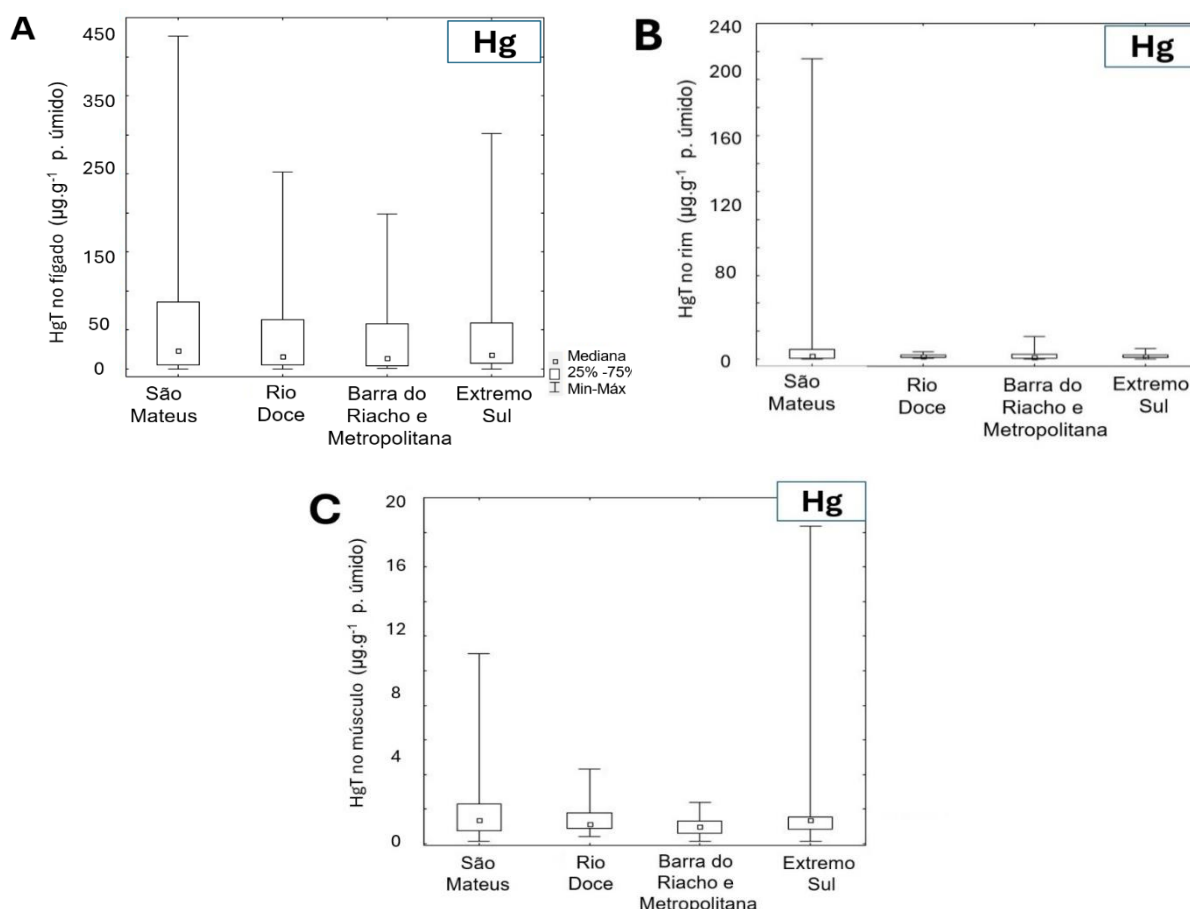 A
Hg
HgT no fígado (µg.g⁻¹ p. úmido)
450
350
250
150
50
0
São
Mateus
Rio
Doce
Barra do
Riacho e
Metropolitana
Extremo
Sul
Mediana
25% -75%
Min-Máx
B
Hg
HgT no rim (µg.g⁻¹ p. úmido)
240
200
160
120
80
0
São
Mateus
Rio
Doce
Barra do
Riacho e
Metropolitana
Extremo
Sul
C
Hg
HgT no músculo (µg.g⁻¹ p. úmido)
20
16
12
8
4
0
São
Mateus
Rio
Doce
Barra do
Riacho e
Metropolitana
Extremo
Sul